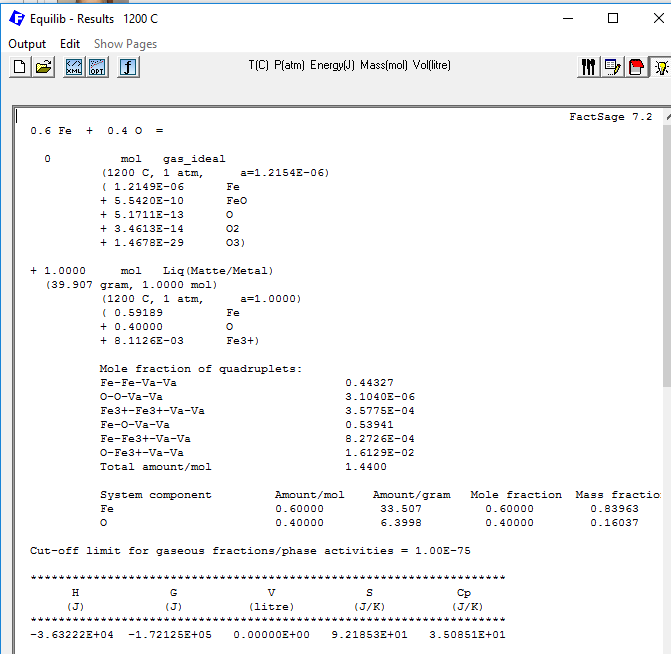 Equilib - Results 1200 C
Output Edit Show Pages
T(C) P(atm) Energy(J) Mass(mol) Vol(litre)
FactSage 7.2
0.6 Fe + 0.4 O =
0 mol gas_ideal
(1200 C, 1 atm, a=1.2154E-06)
( 1.2149E-06 Fe
+ 5.5420E-10 FeO
+ 5.1711E-13 O
+ 3.4613E-14 O2
+ 1.4678E-29 O3)
+ 1.0000 mol Liq(Matte/Metal)
(39.907 gram, 1.0000 mol)
(1200 C, 1 atm, a=1.0000)
( 0.59189 Fe
+ 0.40000 O
+ 8.1126E-03 Fe3+)
Mole fraction of quadruplets:
Fe-Fe-Va-Va 0.44327
O-O-Va-Va 3.1040E-06
Fe3+-Fe3+-Va-Va 3.5775E-04
Fe-O-Va-Va 0.53941
Fe-Fe3+-Va-Va 8.2726E-04
O-Fe3+-Va-Va 1.6129E-02
Total amount/mol 1.4400
System component Amount/mol Amount/gram Mole fraction Mass fractio
Fe 0.60000 33.507 0.60000 0.83963
O 0.40000 6.3998 0.40000 0.16037
Cut-off limit for gaseous fractions/phase activities = 1.00E-75
********************************************************************
H G V S Cp
(J) (J) (litre) (J/K) (J/K)
********************************************************************
-3.63222E+04 -1.72125E+05 0.00000E+00 9.21853E+01 3.50851E+01